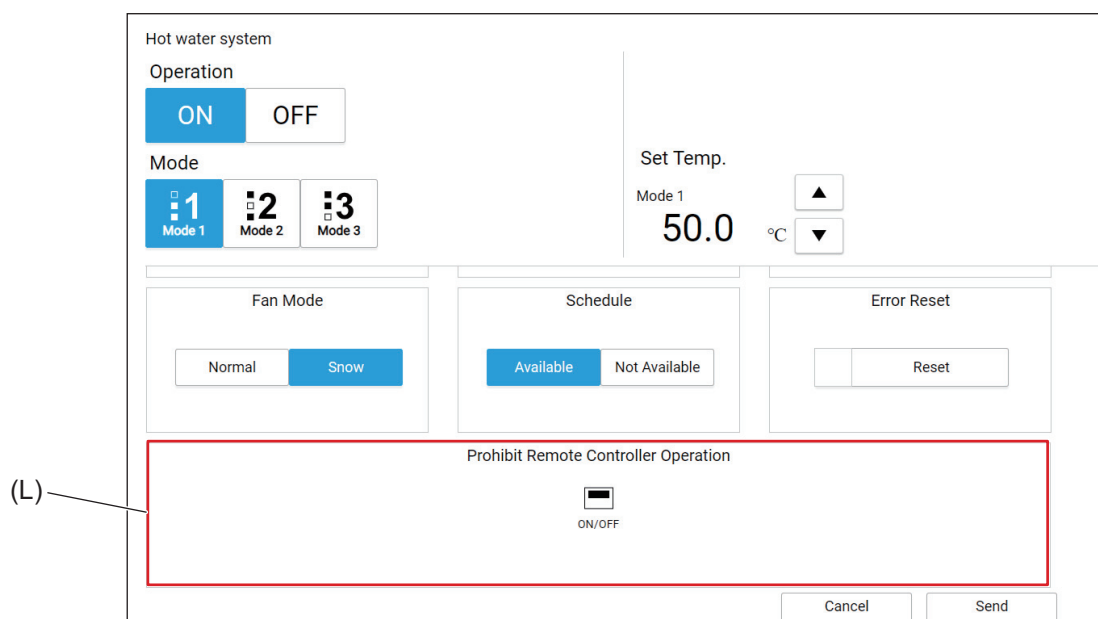 Hot water system
Operation
ON OFF
Mode
1 2 3
Mode 1 Mode 2 Mode 3
Set Temp.
Mode 1
▲
50.0 °C ▼
Fan Mode Schedule Error Reset
Normal Snow Available Not Available Reset
Prohibit Remote Controller Operation
(L)
ON/OFF
Cancel Send